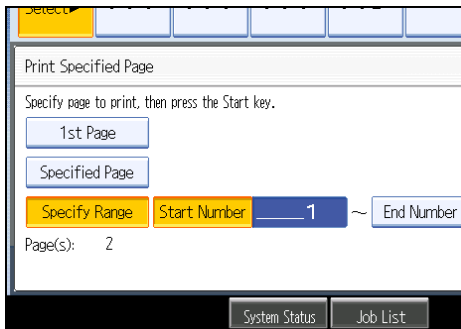 Select►
Print Specified Page
Specify page to print, then press the Start key.
1st Page
Specified Page
Specify Range Start Number _____1 ~ End Number
Page(s): 2
System Status Job List